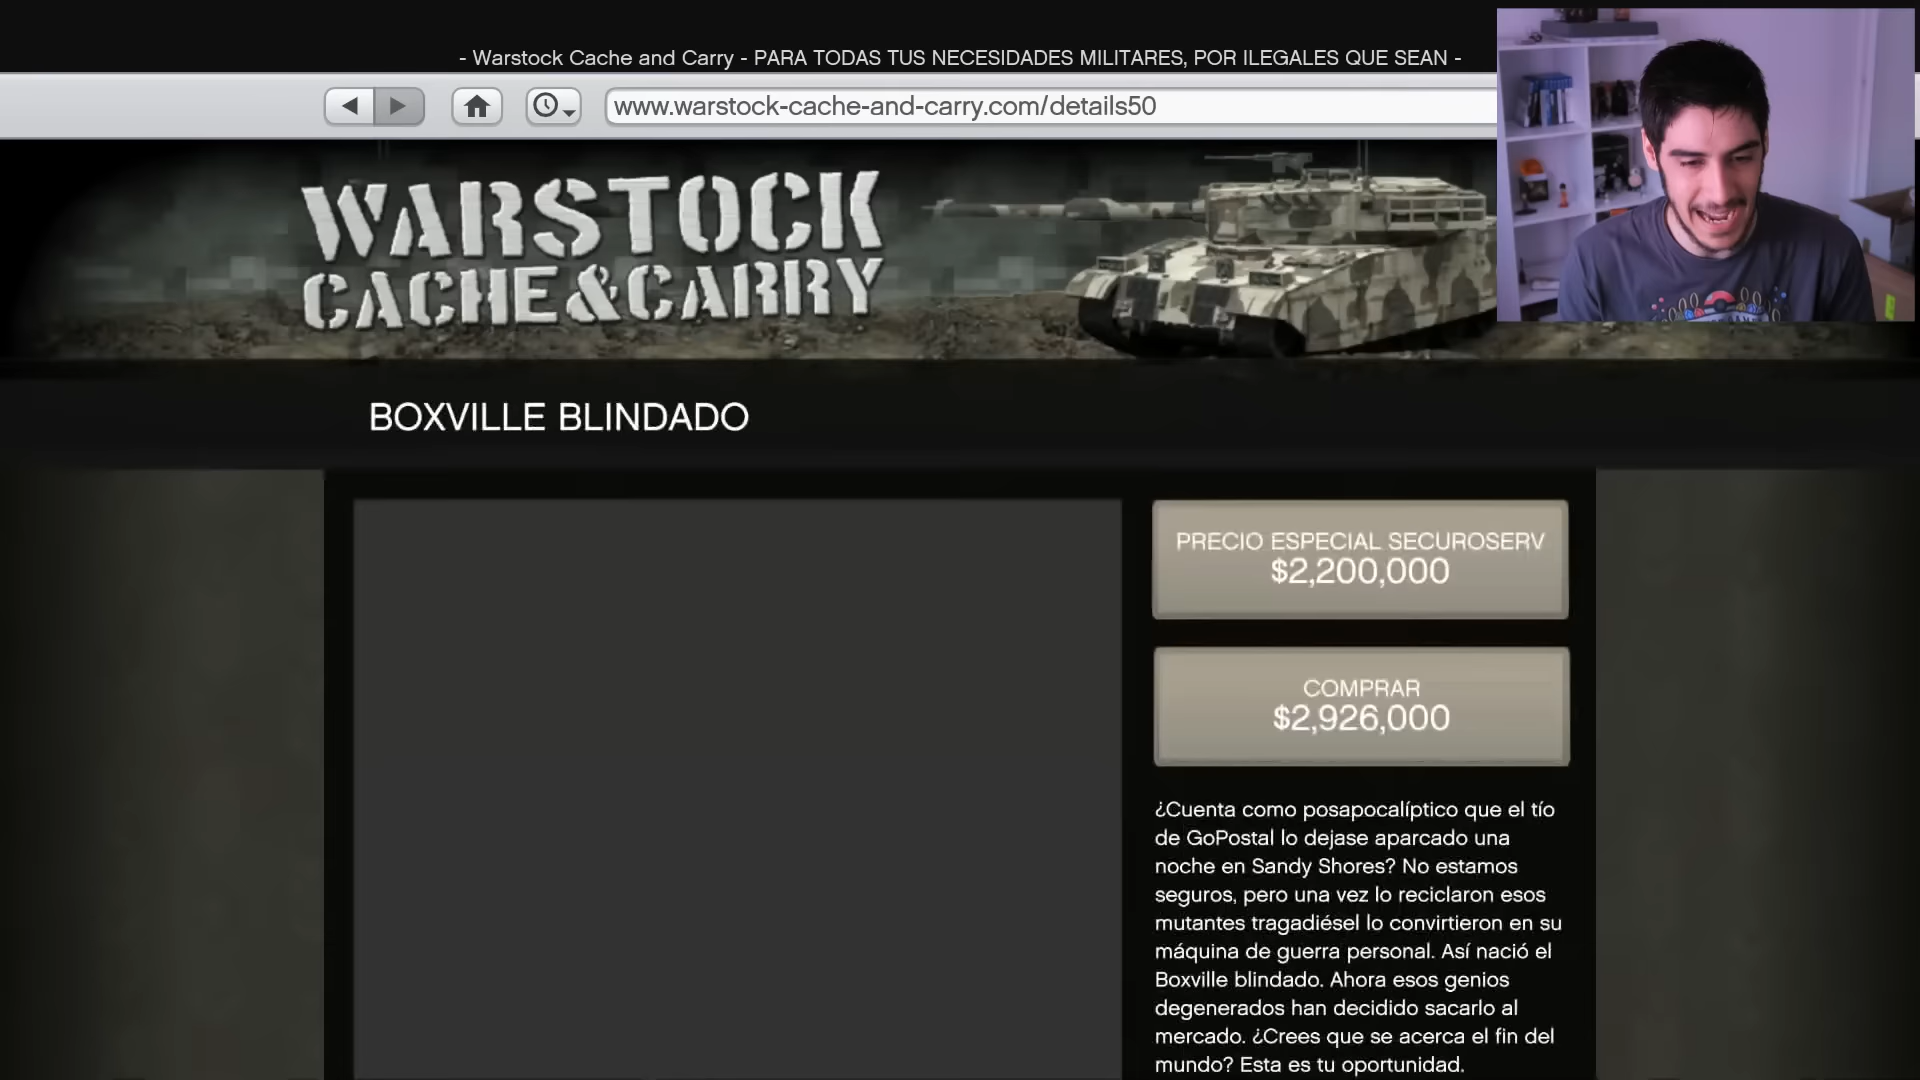 - Warstock Cache and Carry - PARA TODAS TUS NECESIDADES MILITARES, POR ILEGALES QUE SEAN -
www.warstock-cache-and-carry.com/details50
WARSTOCK
CACHE & CARRY
BOXVILLE BLINDADO
PRECIO ESPECIAL SECUROSERV
$2,200,000
COMPRAR
$2,926,000
¿Cuenta como posapocalíptico que el tío
de GoPostal lo dejase aparcado una
noche en Sandy Shores? No estamos
seguros, pero una vez lo reciclaron esos
mutantes tragadiésel lo convirtieron en su
máquina de guerra personal. Así nació el
Boxville blindado. Ahora esos genios
degenerados han decidido sacarlo al
mercado. ¿Crees que se acerca el fin del
mundo? Esta es tu oportunidad.